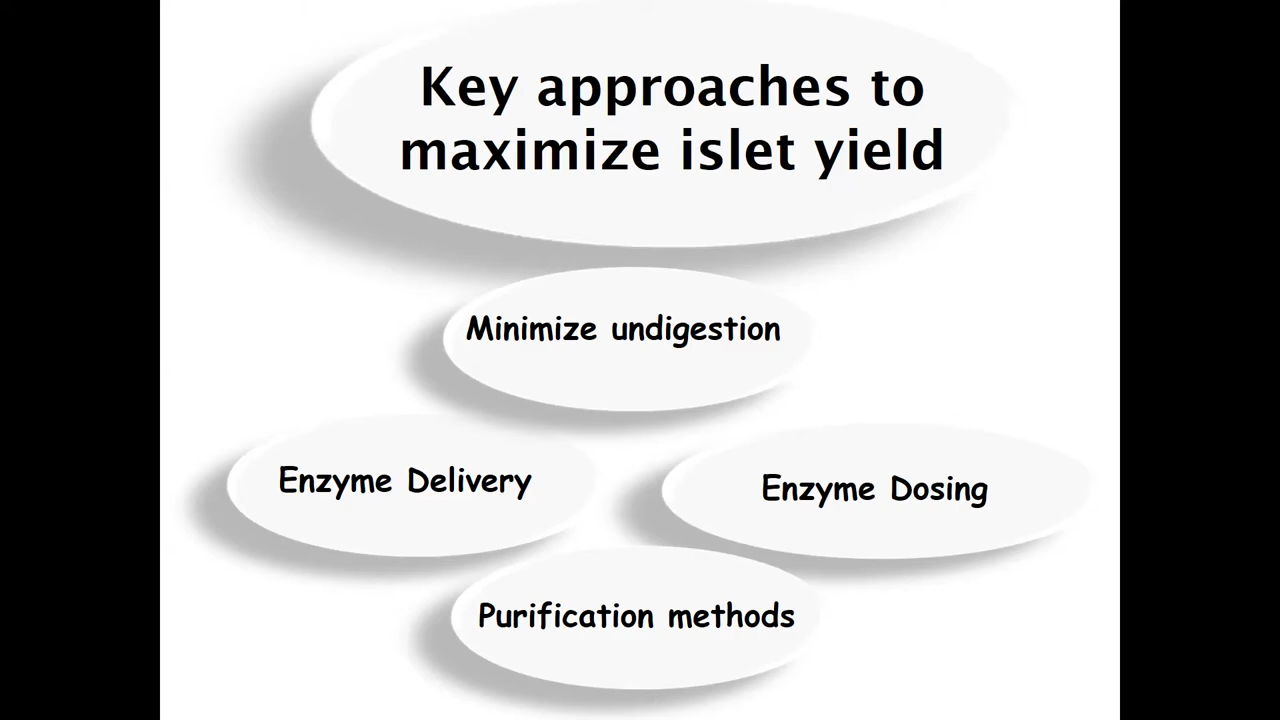 Key approaches to
maximize islet yield
Minimize undigestion
Enzyme Delivery
Enzyme Dosing
Purification methods